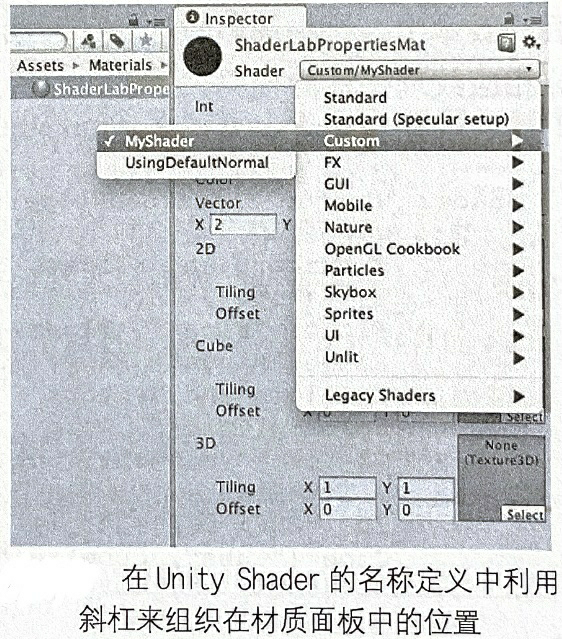 Inspector
ShaderLabPropertiesMat
Shader Custom/MyShader
Assets Materials
ShaderLabPrope
Int
Standard
Standard (Specular setup)
✓ MyShader
Custom
UsingDefaultNormal
FX
GUI
Color
Vector
Mobile
X 2 Y
Nature
2D
OpenGL Cookbook
Particles
Tiling
Skybox
Offset
Sprites
UI
Cube
Unlit
Tiling
Legacy Shaders
Offset
Select
3D
None
(Texture3D)
Tiling X 1 Y 1
Offset X 0 Y 0
Select
在 Unity Shader 的名称定义中利用
斜杠来组织在材质面板中的位置